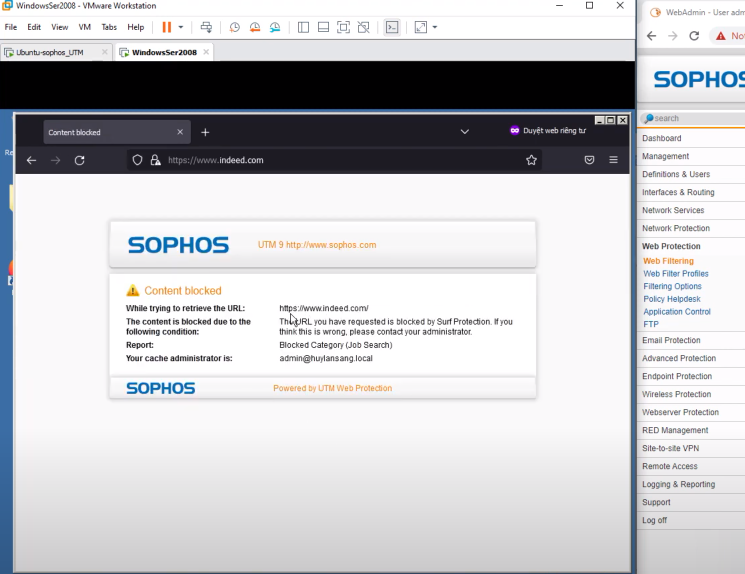 WindowsSer2008 - VMware Workstation
File Edit View VM Tabs Help
Ubuntu-sophos_UTM
WindowsSer2008
Content blocked
Duyệt web riêng tư
https://www.indeed.com
SOPHOS
UTM 9 http://www.sophos.com
Content blocked
While trying to retrieve the URL: https://www.indeed.com/
The content is blocked due to the following condition: The URL you have requested is blocked by Surf Protection. If you think this is wrong, please contact your administrator.
Report: Blocked Category (Job Search)
Your cache administrator is: admin@huylansang.local
SOPHOS
Powered by UTM Web Protection
WebAdmin - User
SOPHOS
search
Dashboard
Management
Definitions & Users
Interfaces & Routing
Network Services
Network Protection
Web Protection
Web Filtering
Web Filter Profiles
Filtering Options
Policy Helpdesk
Application Control
FTP
Email Protection
Advanced Protection
Endpoint Protection
Wireless Protection
Webserver Protection
RED Management
Site-to-site VPN
Remote Access
Logging & Reporting
Support
Log off